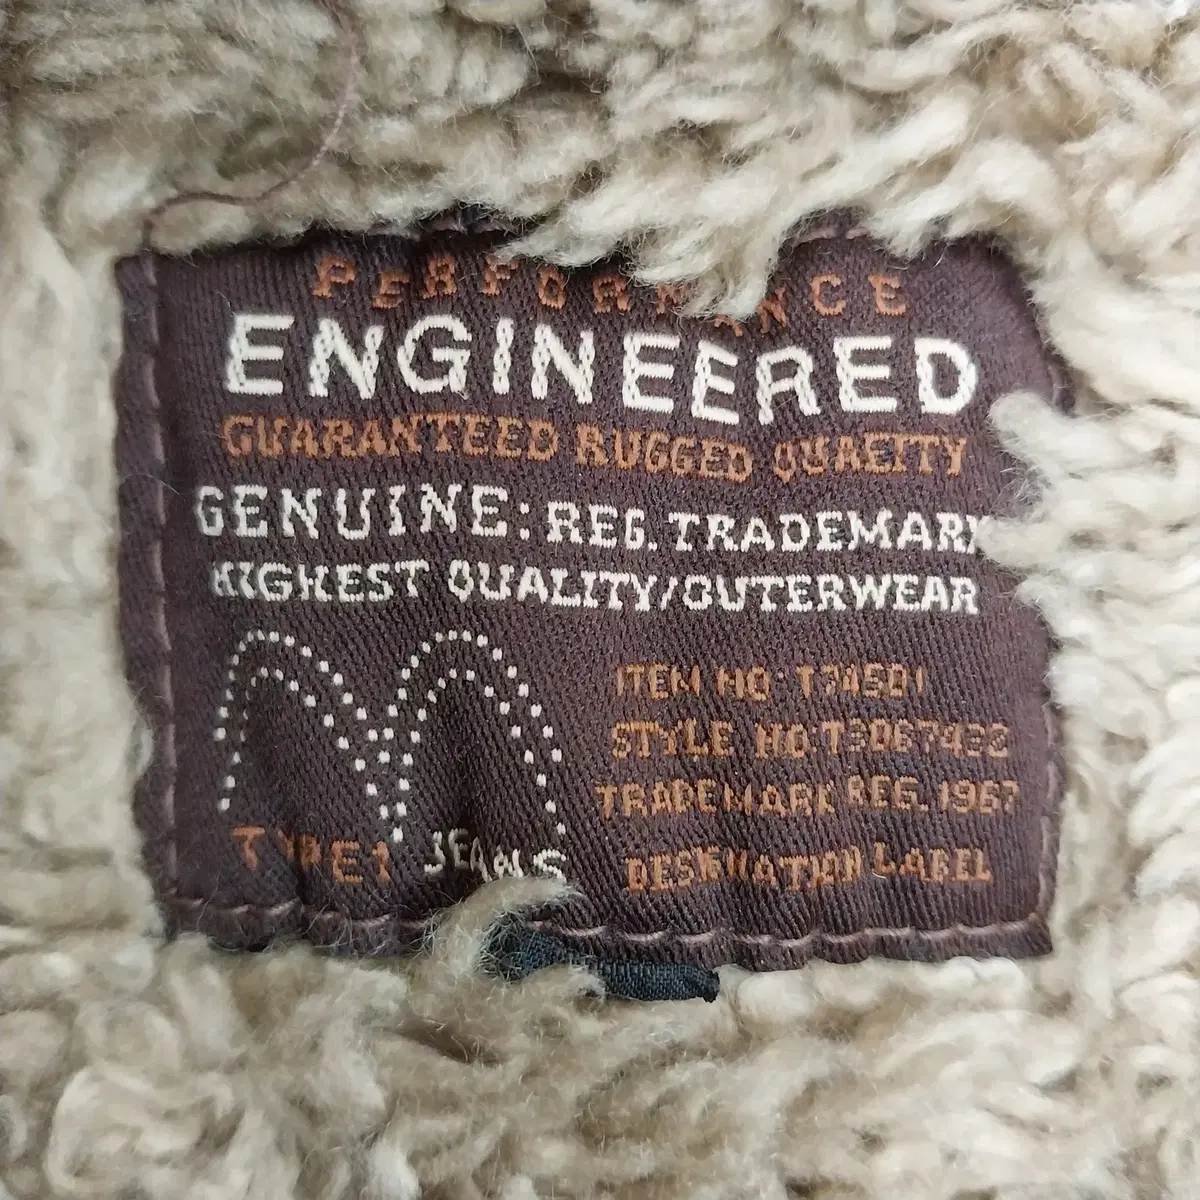 PERFORMANCE
ENGINEERED
GUARANTEED RUGGED QUALITY
GENUINE: REG. TRADEMARK
HIGHEST QUALITY/OUTERWEAR
ITEM NO: T74501
STYLE NO:
TRADEMARK REG. 1967
TYPE1 JEANS
DESIGNATION LABEL